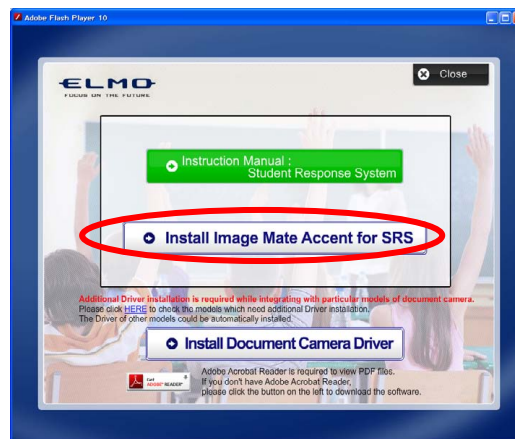 Adobe Flash Player 10
Close
ELMO
FOCUS ON THE FUTURE
Instruction Manual :
Student Response System
Install Image Mate Accent for SRS
Additional Driver installation is required while integrating with particular models of document camera.
Please click HERE to check the models which need additional Driver installation.
The Driver of other models could be automatically installed.
Install Document Camera Driver
Get
ADOBE® READER®
Adobe Acrobat Reader is required to view PDF files.
If you don't have Adobe Acrobat Reader,
please click the button on the left to download the software.